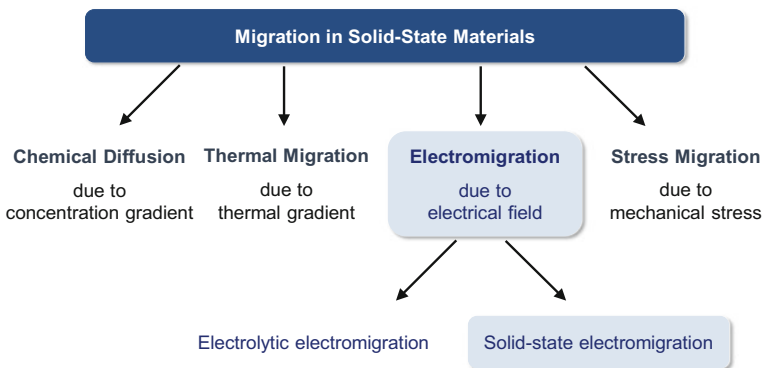 Migration in Solid-State Materials
Chemical Diffusion
due to
concentration gradient
Thermal Migration
due to
thermal gradient
Electromigration
due to
electrical field
Stress Migration
due to
mechanical stress
Electrolytic electromigration
Solid-state electromigration